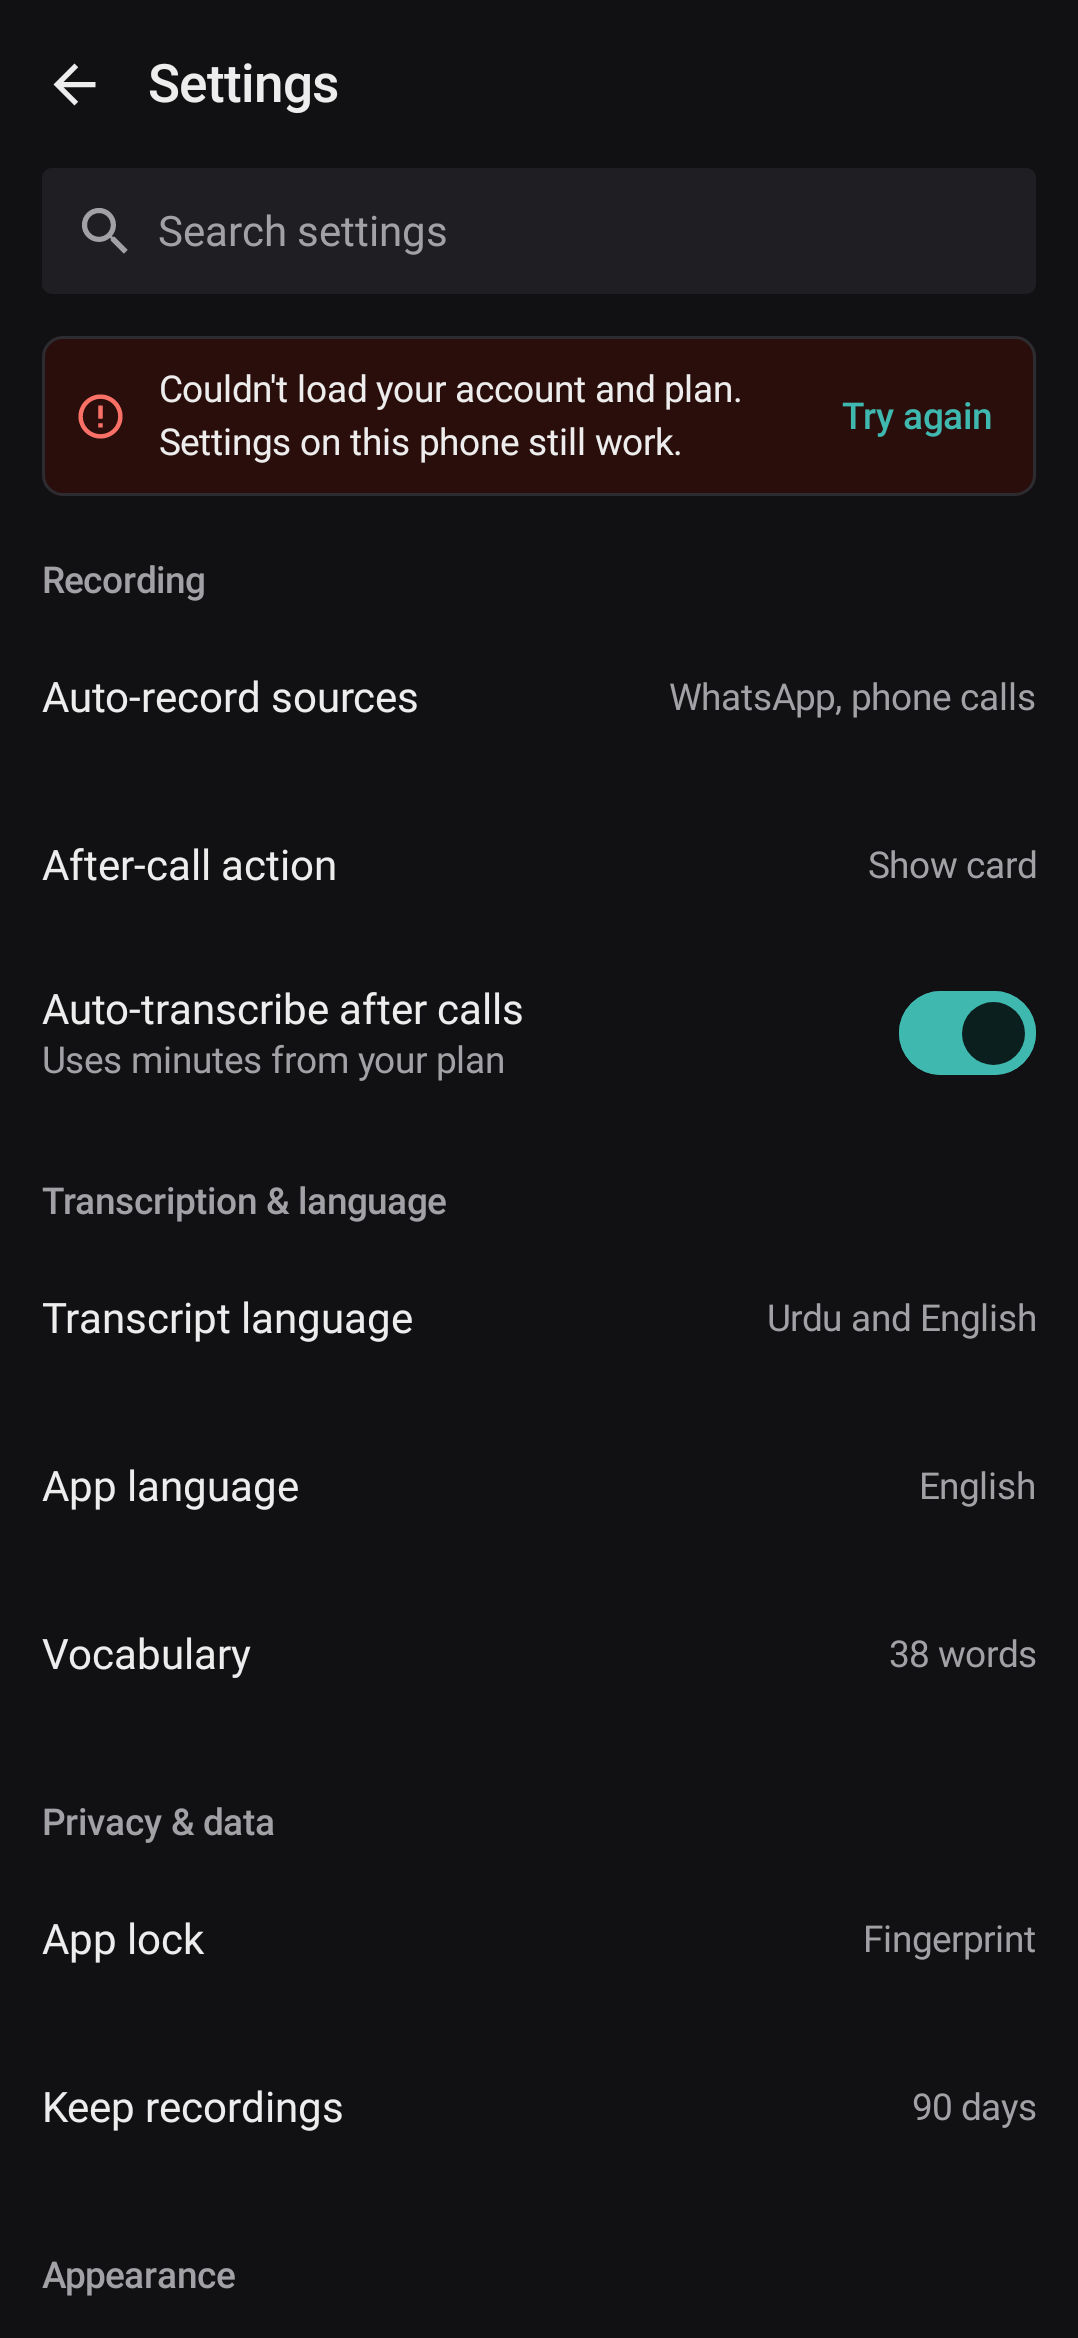 Settings
Search settings
Couldn't load your account and plan.
Settings on this phone still work.
Try again
Recording
Auto-record sources
WhatsApp, phone calls
After-call action
Show card
Auto-transcribe after calls
Uses minutes from your plan
Transcription & language
Transcript language
Urdu and English
App language
English
Vocabulary
38 words
Privacy & data
App lock
Fingerprint
Keep recordings
90 days
Appearance